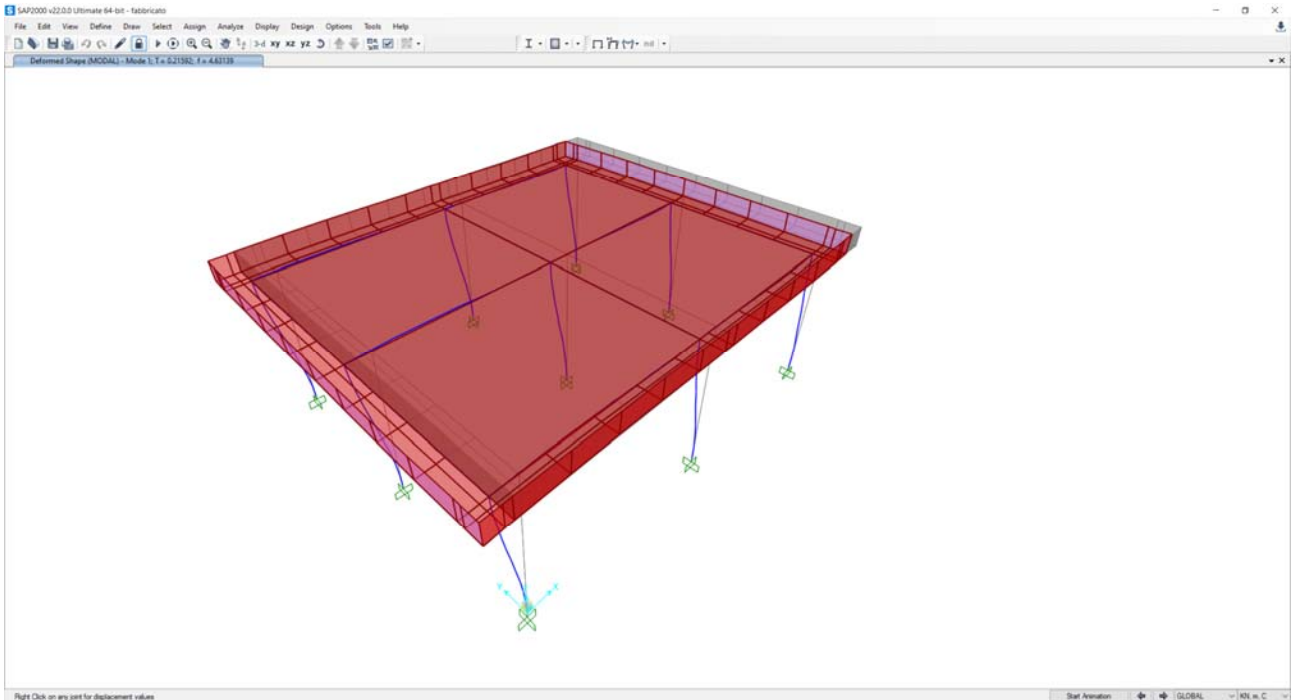 SAP2000 v22.0.0 Ultimate 64-bit - fabbricato
File Edit View Define Draw Select Assign Analyze Display Design Options Tools Help
3-d xy xz yz nd
Deformed Shape (MODAL) - Mode 1; T = 0.21592; f = 4.63139
Y X
Right Click on any joint for displacement values
Start Animation GLOBAL KN, m, C